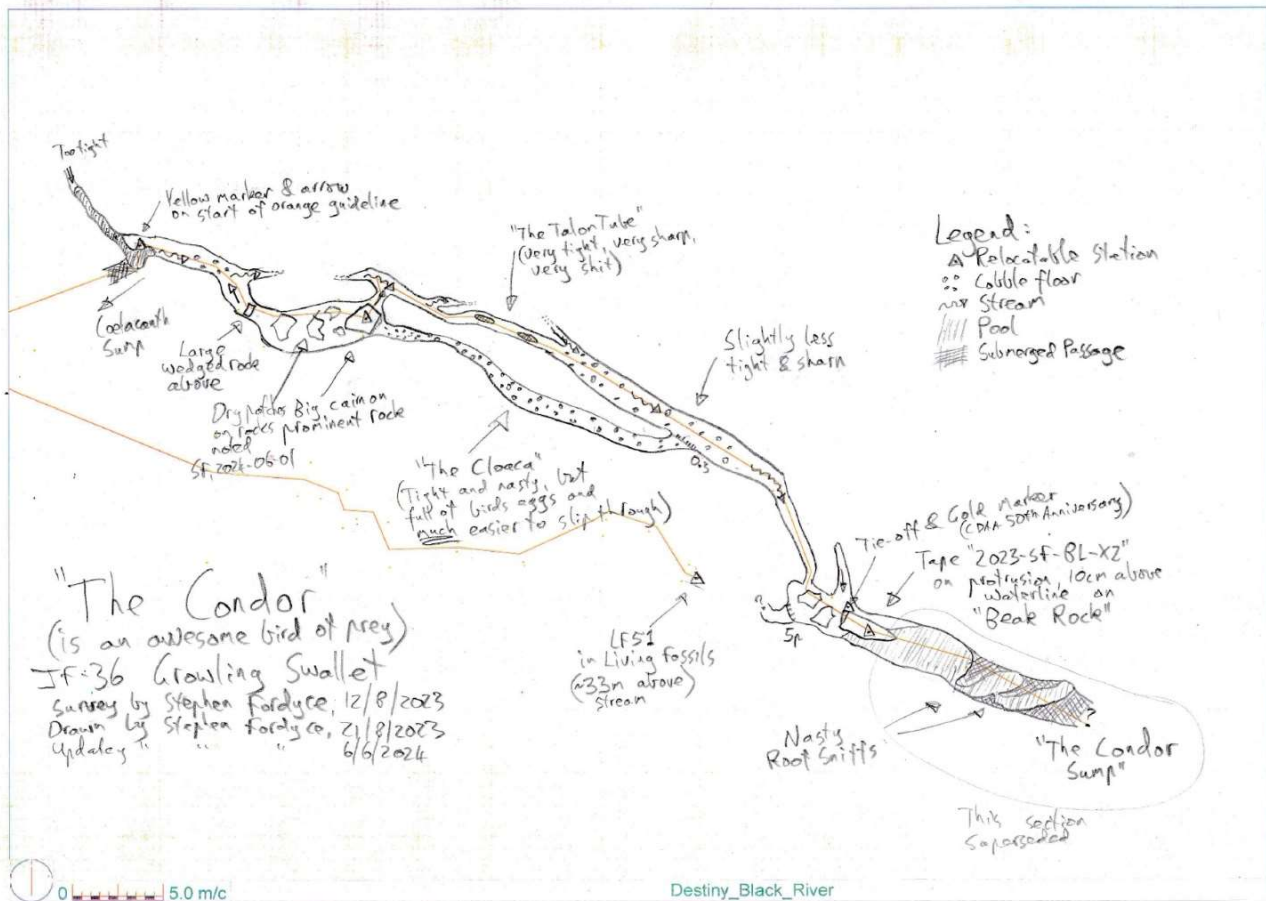 Too tight
Yellow marker & arrow
on start of orange guideline
"The Talon Tube"
(very tight, very sharp,
very shit)
Legend:
Relocatable Station
Cobble floor
Stream
Pool
Submerged Passage
Coelacanth
Sump
Large
wedged rock
above
Slightly less
tight & sharp
Dry patches
on rocks
noted
SF, 2024-06-01
Big cairn on
prominent rock
0.3
"The Cloaca"
(Tight and nasty, but
full of birds eggs and
much easier to slip through)
Tie-off & Gold Marker
(CDAA 50th Anniversary)
Tape "2023-SF-BL-X2"
on protrusion, 10cm above
waterline on
"Beak Rock"
?
5p
LF51
in Living Fossils
(~33m above)
stream
"The Condor"
(is an awesome bird of prey)
JF-36 Growling Swallet
Survey by Stephen Fordyce, 12/8/2023
Drawn by Stephen Fordyce, 21/8/2023
" " " 6/6/2024
Nasty
Roof Sniffs
?
"The Condor
Sump"
This section
superseded
0 5.0 m/c
Destiny_Black_River